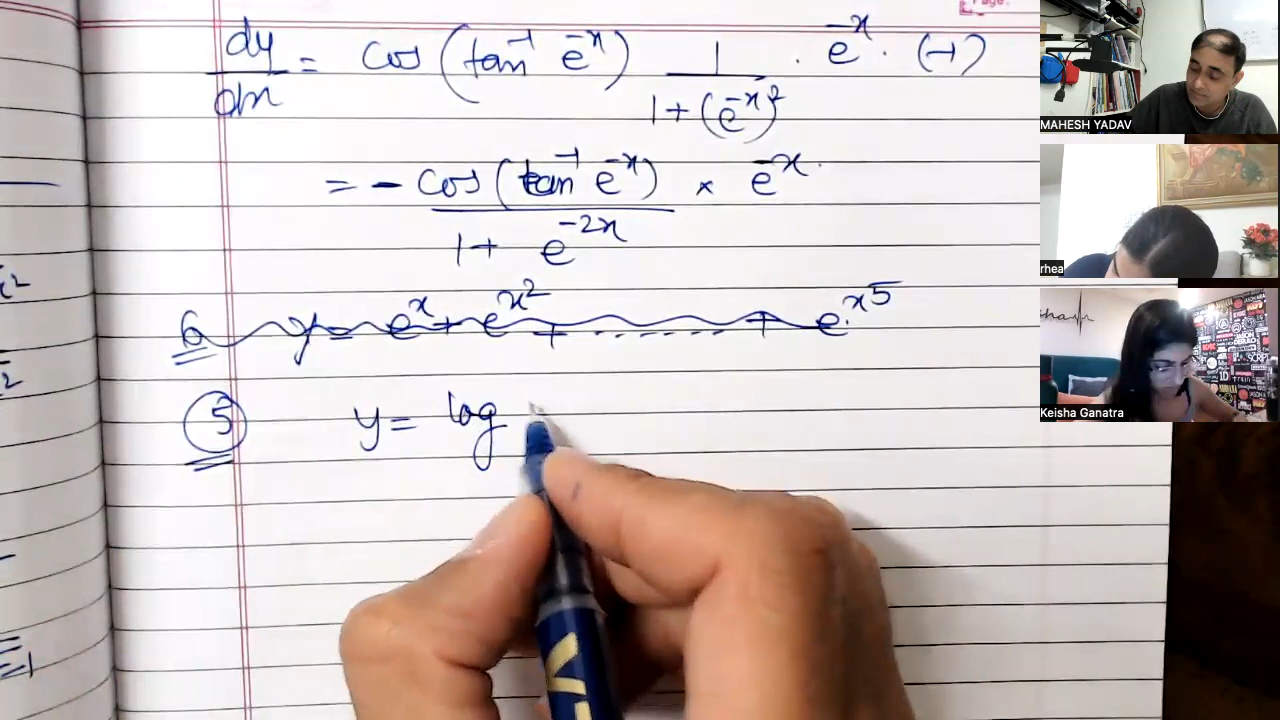 dy/dx = cos (tan⁻¹ e⁻ˣ) 1/(1+(e⁻ˣ)²) · e⁻ˣ · (-1)
= - cos (tan⁻¹ e⁻ˣ)/(1+ e⁻²ˣ) × e⁻ˣ.
6 y= eˣ + e^x² + ------ + e^x⁵
5 y= log
MAHESH YADAV
rhea
Keisha Ganatra